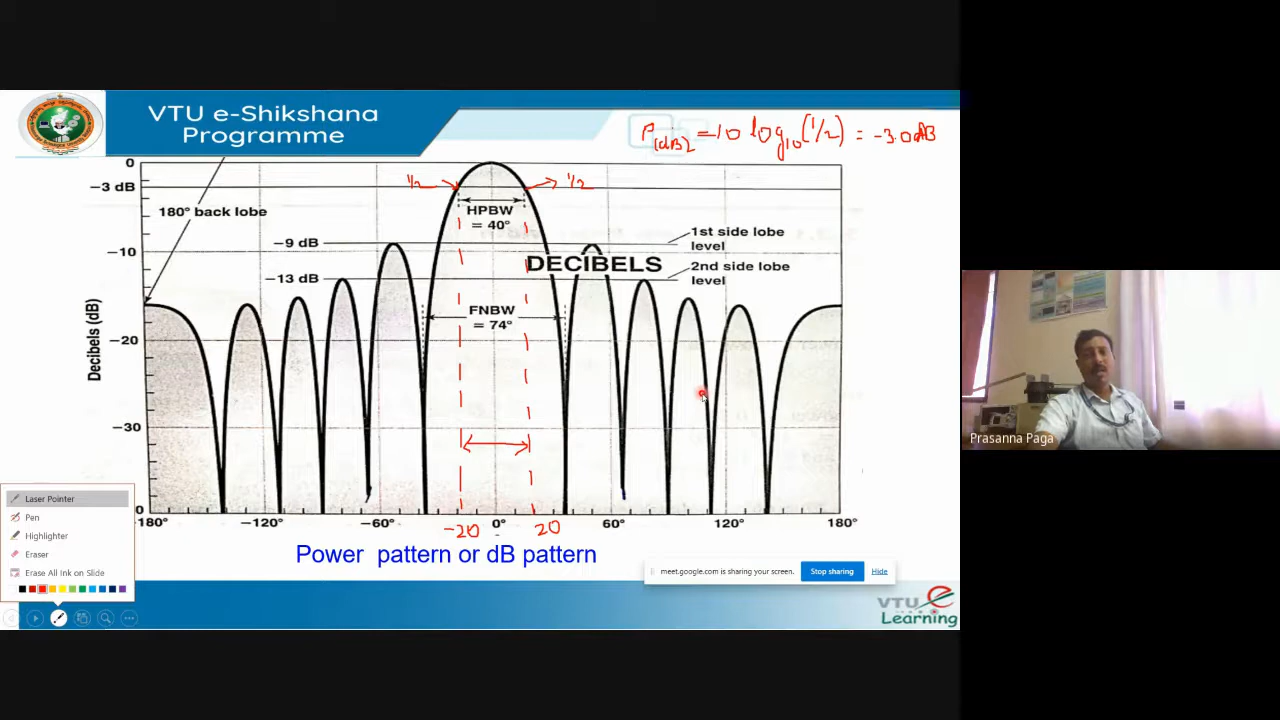 VTU e-Shikshana
Programme
P(dB) = 10 log10(1/2) = -3.0dB
0
−3 dB
1/2
1/2
180° back lobe
HPBW
= 40°
−9 dB
1st side lobe
level
−10
DECIBELS
−13 dB
2nd side lobe
level
FNBW
= 74°
Decibels (dB)
−20
−30
0
180°
−120°
−60°
0°
60°
120°
180°
-20
20
Power pattern or dB pattern
Laser Pointer
Pen
Highlighter
Eraser
Erase All Ink on Slide
meet.google.com is sharing your screen.
Stop sharing
Hide
VTU e
Learning
Prasanna Paga